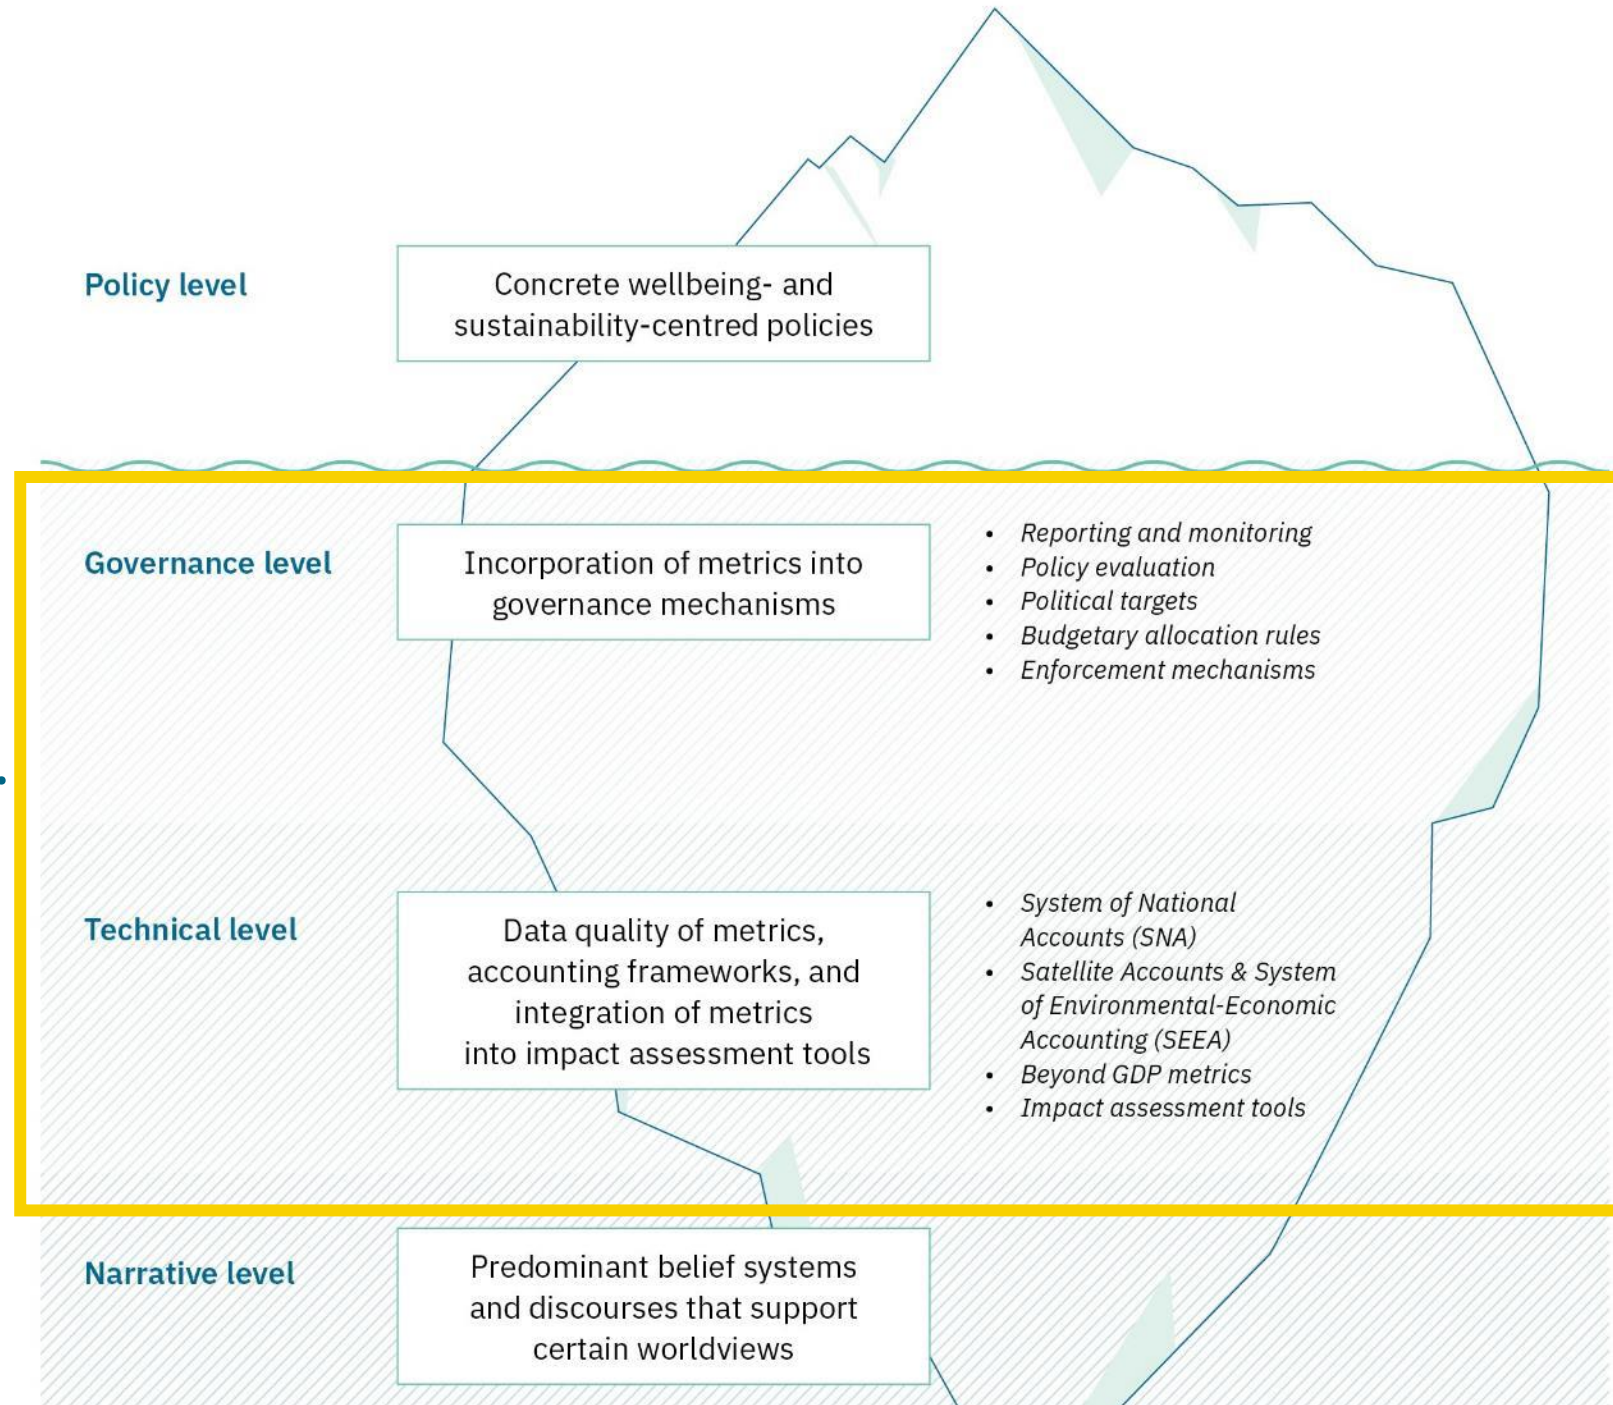 Policy level
Concrete wellbeing- and
sustainability-centred policies
Governance level
Incorporation of metrics into
governance mechanisms
• Reporting and monitoring
• Policy evaluation
• Political targets
• Budgetary allocation rules
• Enforcement mechanisms
Technical level
Data quality of metrics,
accounting frameworks, and
integration of metrics
into impact assessment tools
• System of National
Accounts (SNA)
• Satellite Accounts & System
of Environmental-Economic
Accounting (SEEA)
• Beyond GDP metrics
• Impact assessment tools
Narrative level
Predominant belief systems
and discourses that support
certain worldviews